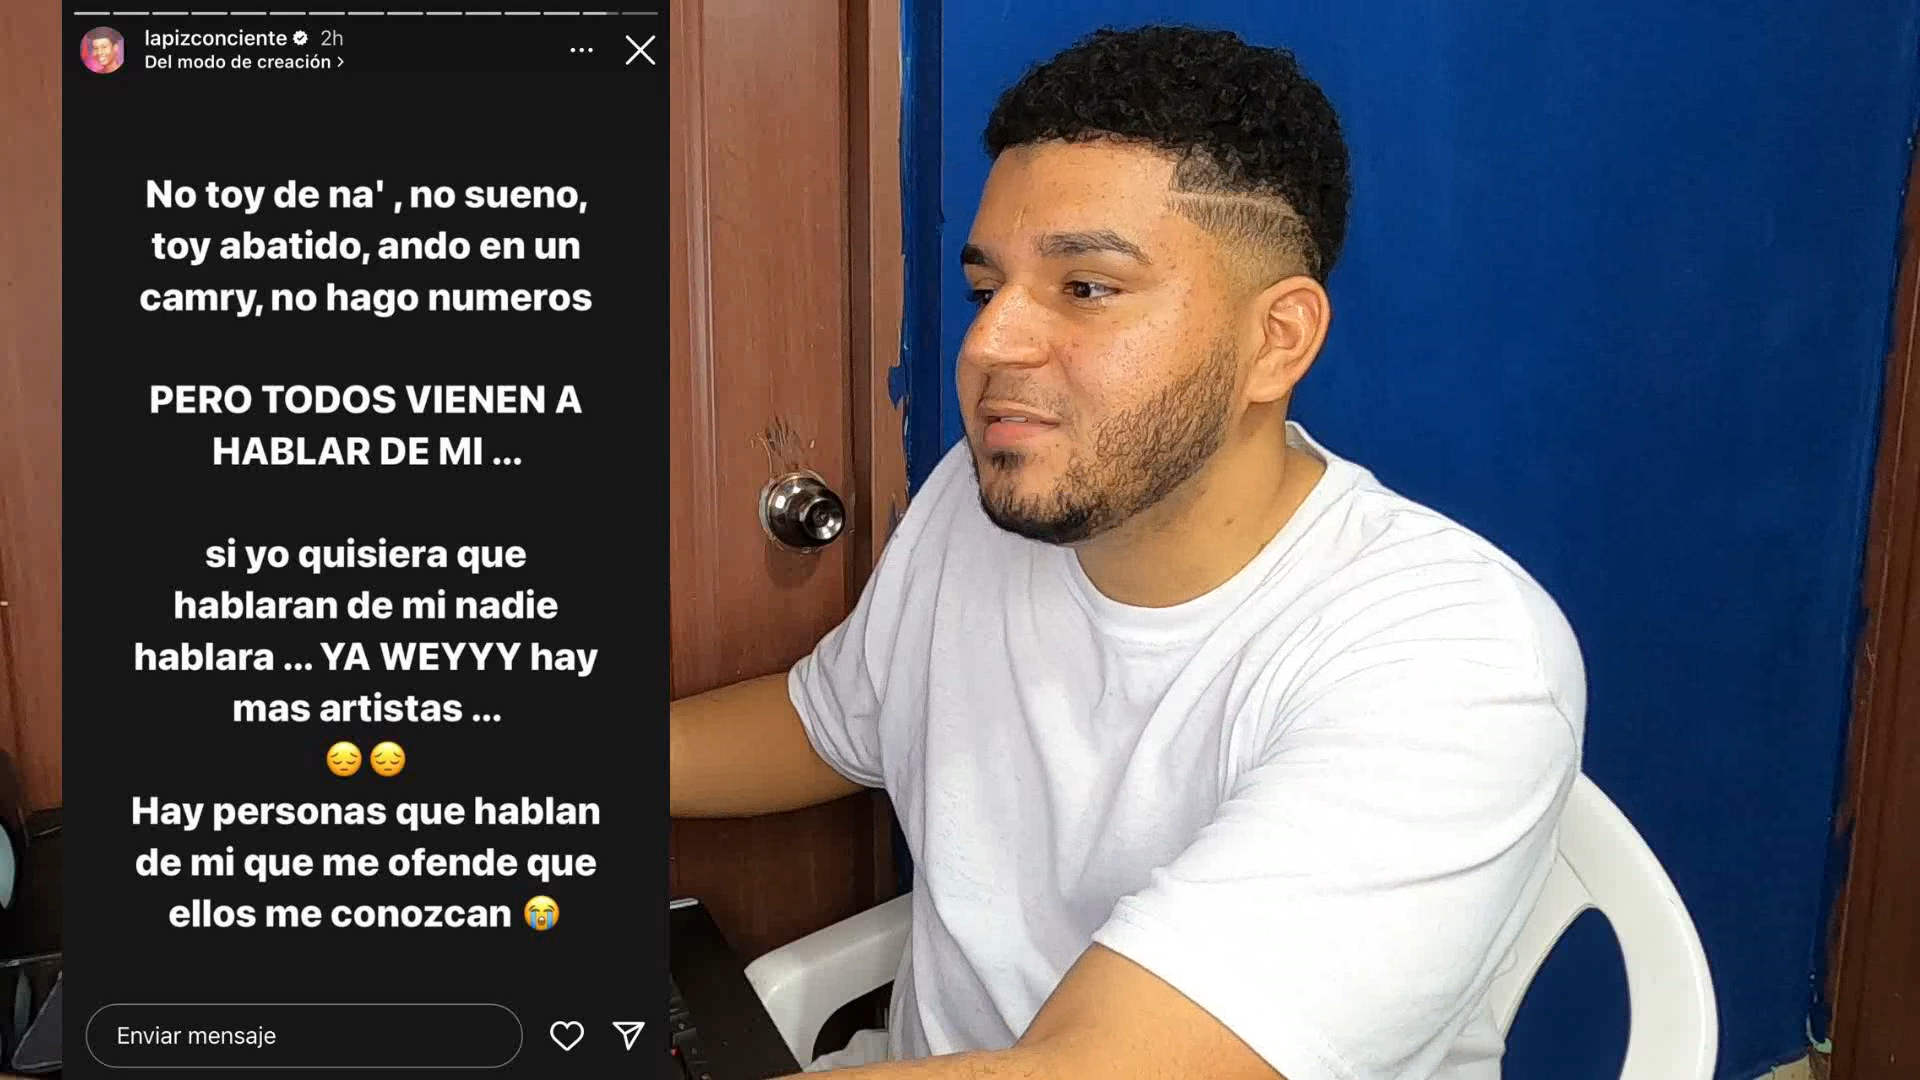 lapizconciente 2h
Del modo de creación >
No toy de na' , no sueno,
toy abatido, ando en un
camry, no hago numeros
PERO TODOS VIENEN A
HABLAR DE MI ...
si yo quisiera que
hablaran de mi nadie
hablara ... YA WEYYY hay
mas artistas ...
😔😔
Hay personas que hablan
de mi que me ofende que
ellos me conozcan 😭
Enviar mensaje